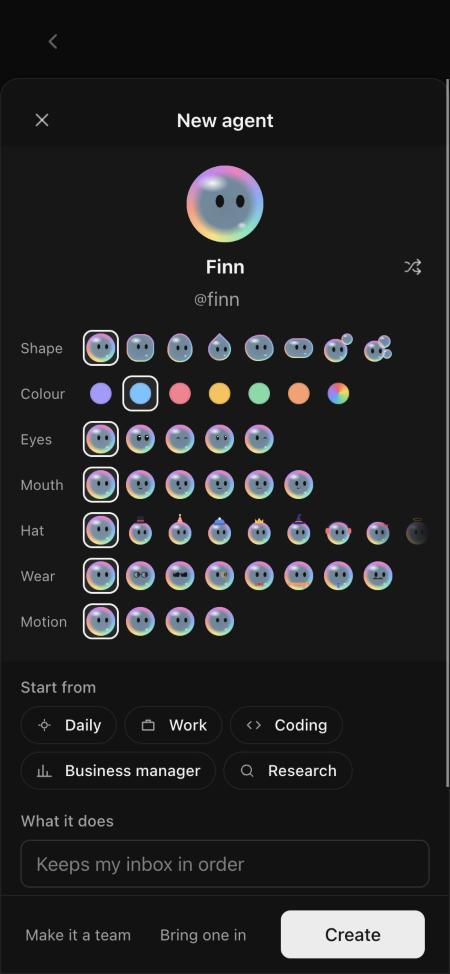 New agent
Finn
@finn
Shape
Colour
Eyes
Mouth
Hat
Wear
Motion
Start from
Daily
Work
Coding
Business manager
Research
What it does
Keeps my inbox in order
Make it a team
Bring one in
Create